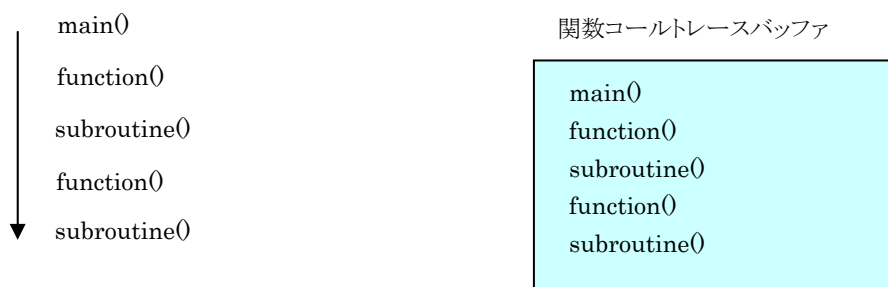 main()
function()
subroutine()
function()
subroutine()
関数コールトレースバッファ
main()
function()
subroutine()
function()
subroutine()